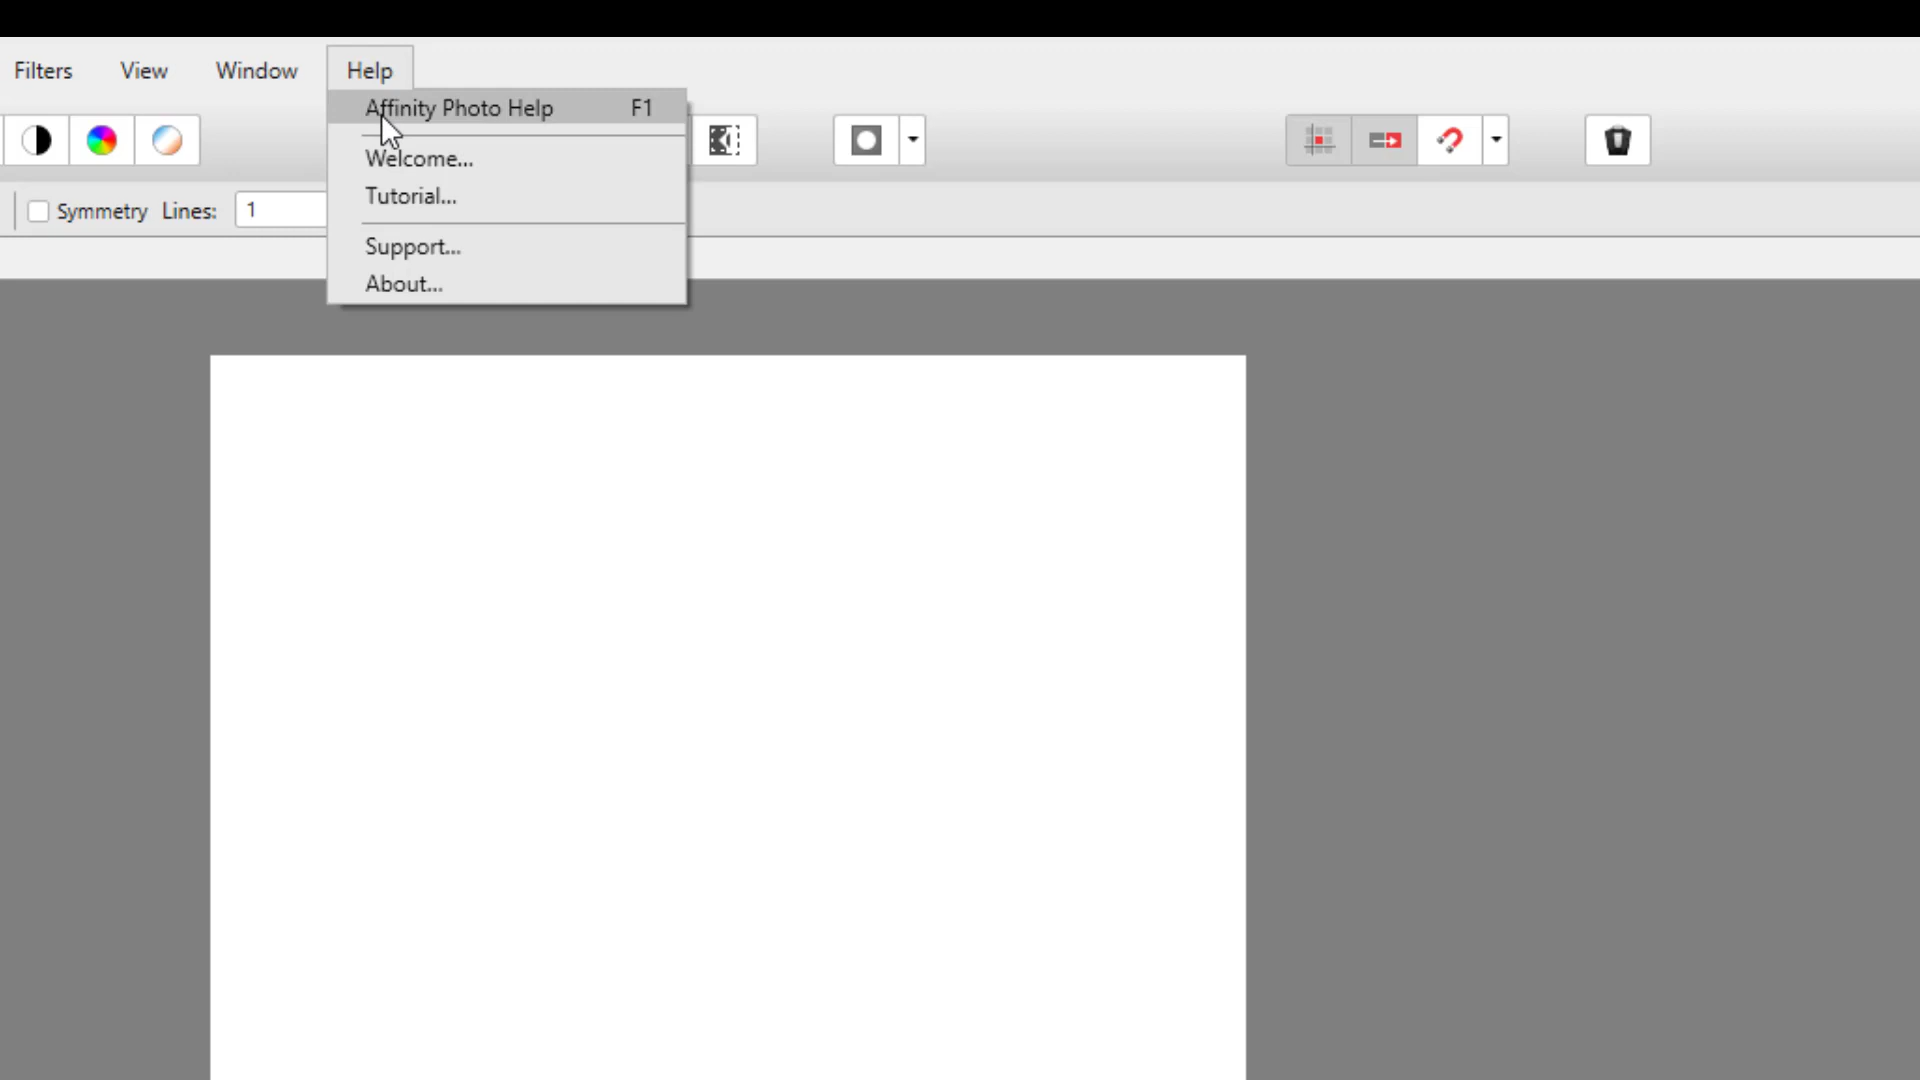 Filters View Window Help
Affinity Photo Help F1
Welcome...
Tutorial...
Symmetry Lines: 1
Support...
About...